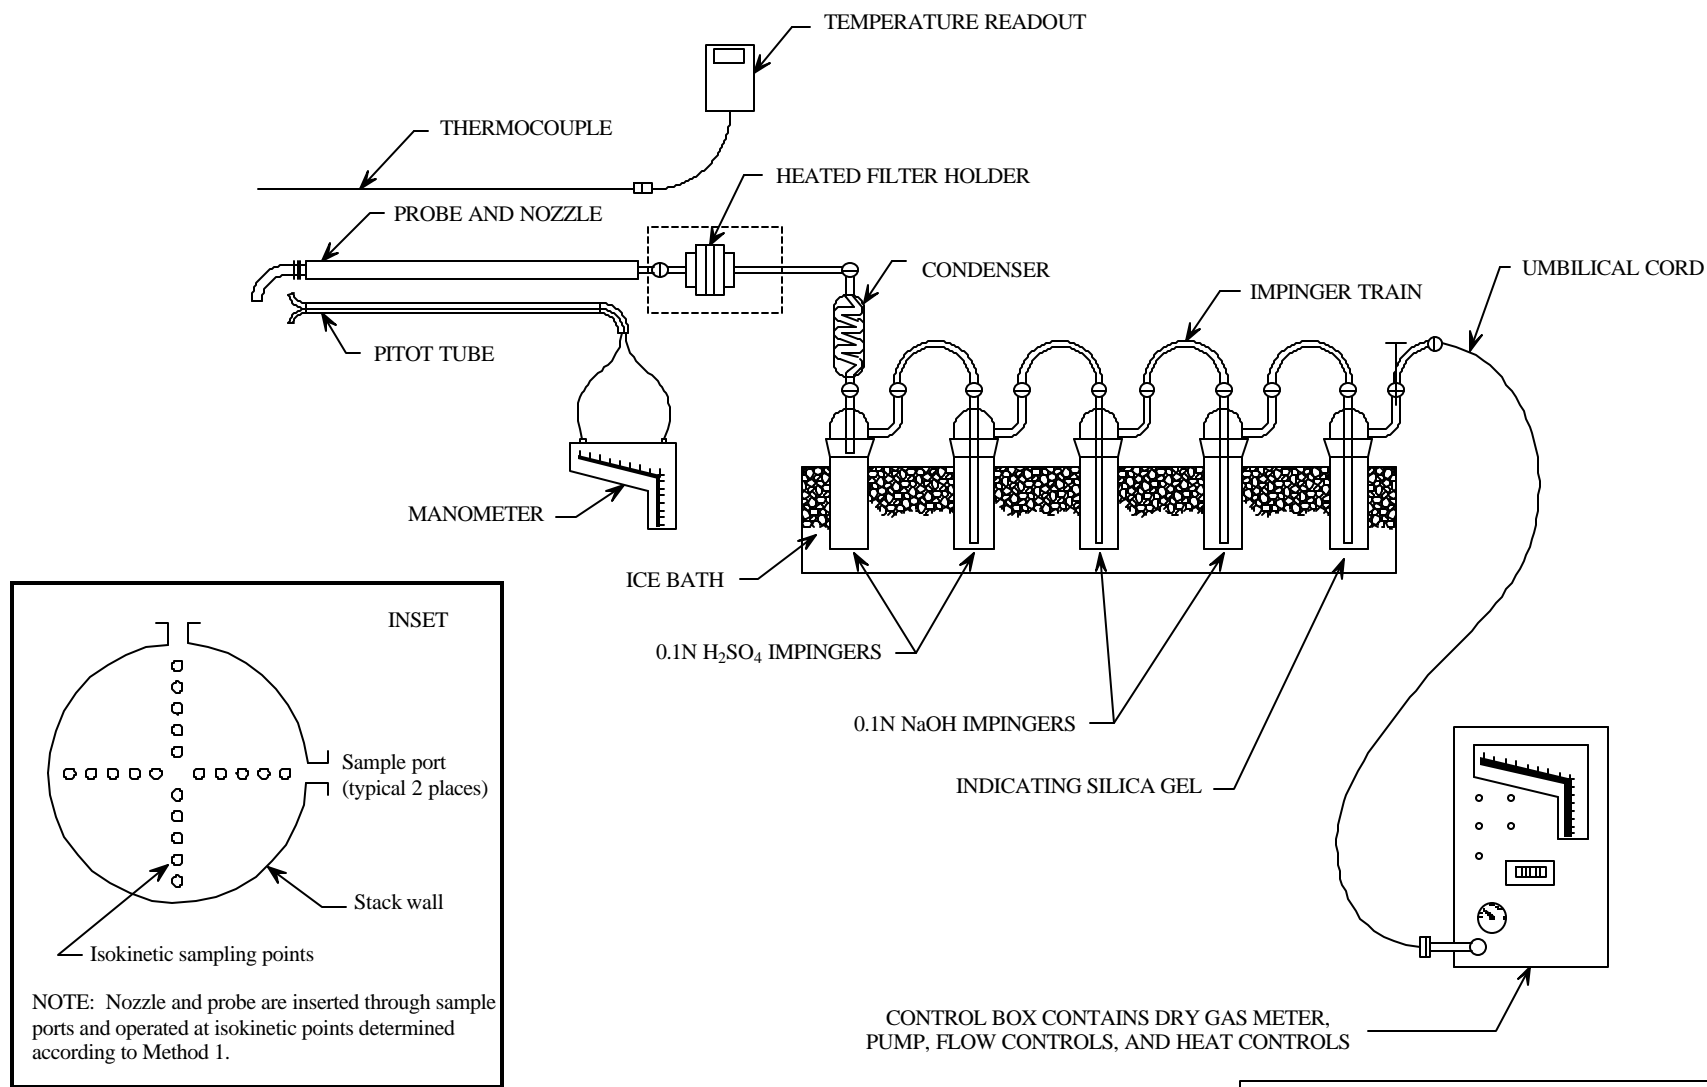 TEMPERATURE READOUT
THERMOCOUPLE
HEATED FILTER HOLDER
PROBE AND NOZZLE
CONDENSER
UMBILICAL CORD
IMPINGER TRAIN
PITOT TUBE
MANOMETER
ICE BATH
0.1N H₂SO₄ IMPINGERS
0.1N NaOH IMPINGERS
INDICATING SILICA GEL
INSET
Sample port
(typical 2 places)
Stack wall
Isokinetic sampling points
NOTE: Nozzle and probe are inserted through sample
ports and operated at isokinetic points determined
according to Method 1.
CONTROL BOX CONTAINS DRY GAS METER,
PUMP, FLOW CONTROLS, AND HEAT CONTROLS